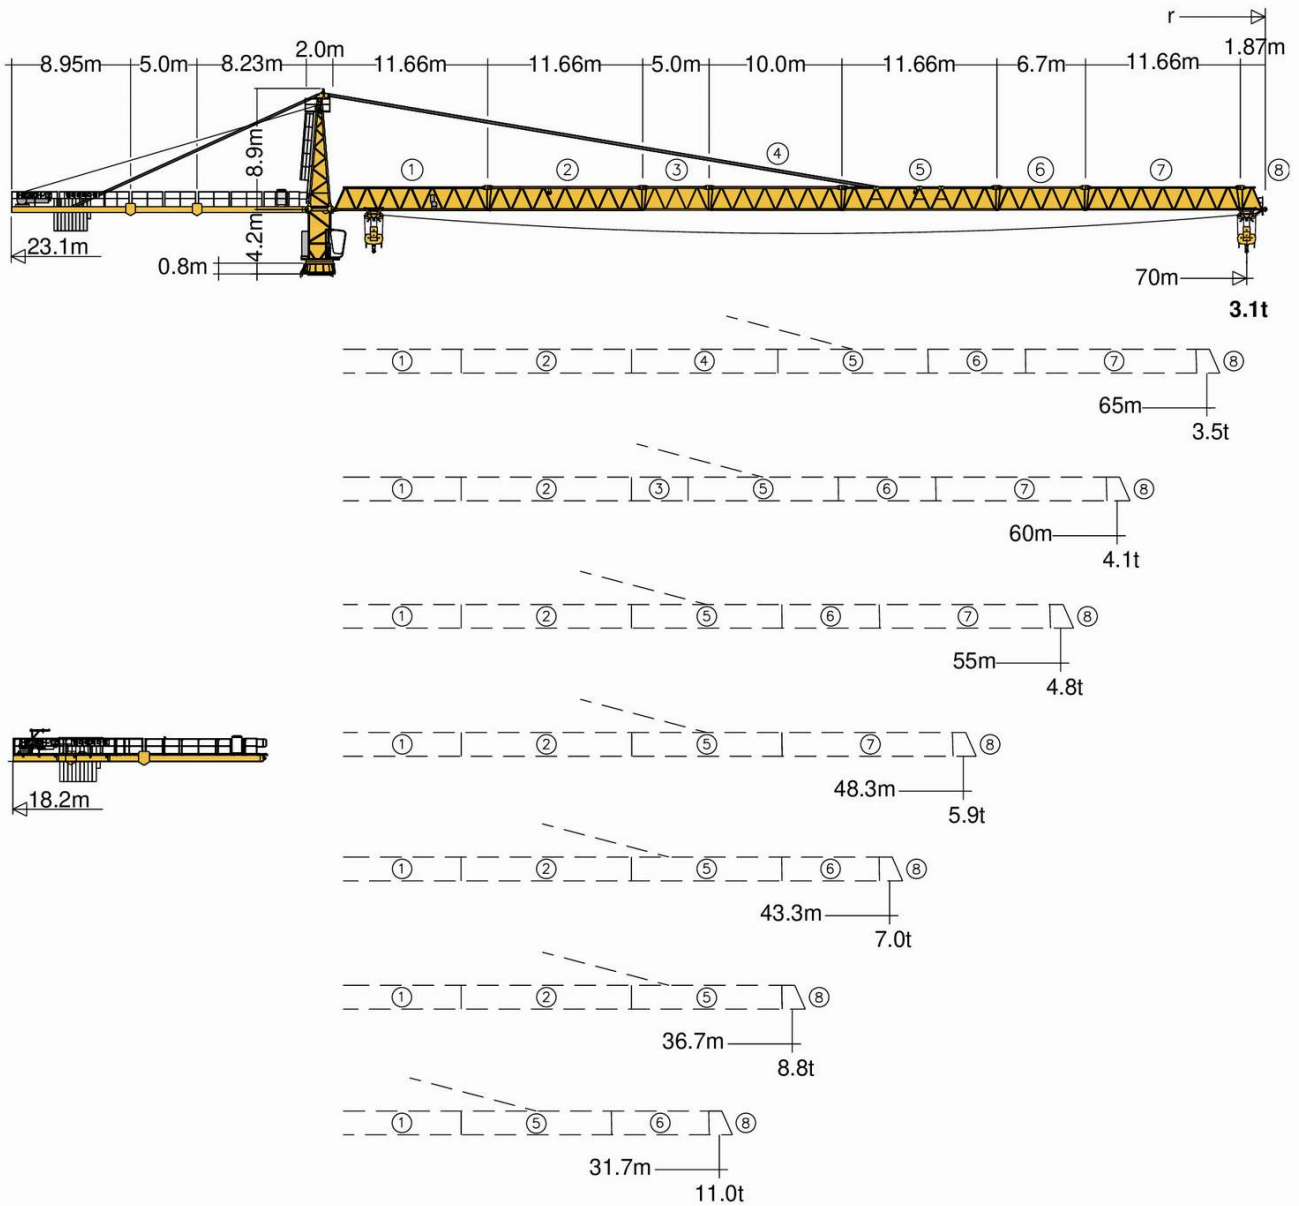 r
8.95m 5.0m 8.23m 2.0m 11.66m 11.66m 5.0m 10.0m 11.66m 6.7m 11.66m 1.87m
8.9m
① ② ③ ④ ⑤ ⑥ ⑦ ⑧
4.2m
23.1m
0.8m
70m
3.1t
① ② ④ ⑤ ⑥ ⑦ ⑧
65m
3.5t
① ② ③ ⑤ ⑥ ⑦ ⑧
60m
4.1t
① ② ⑤ ⑥ ⑦ ⑧
55m
4.8t
① ② ⑤ ⑦ ⑧
18.2m
48.3m
5.9t
① ② ⑤ ⑥ ⑧
43.3m
7.0t
① ② ⑤ ⑧
36.7m
8.8t
① ⑤ ⑥ ⑧
31.7m
11.0t